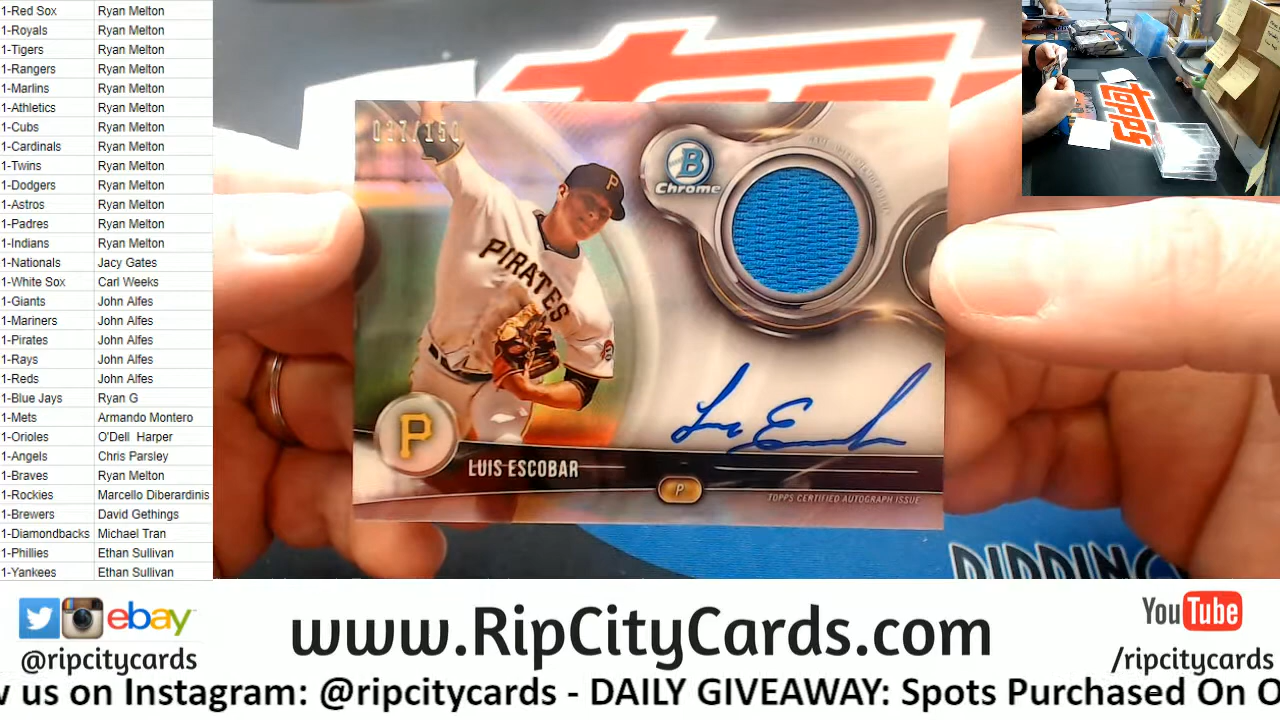 1-Red Sox Ryan Melton
1-Royals Ryan Melton
1-Tigers Ryan Melton
1-Rangers Ryan Melton
1-Marlins Ryan Melton
1-Athletics Ryan Melton
1-Cubs Ryan Melton
1-Cardinals Ryan Melton
1-Twins Ryan Melton
1-Dodgers Ryan Melton
1-Astros Ryan Melton
1-Padres Ryan Melton
1-Indians Ryan Melton
1-Nationals Jacy Gates
1-White Sox Carl Weeks
1-Giants John Alfes
1-Mariners John Alfes
1-Pirates John Alfes
1-Rays John Alfes
1-Reds John Alfes
1-Blue Jays Ryan G
1-Mets Armando Montero
1-Orioles O'Dell Harper
1-Angels Chris Parsley
1-Braves Ryan Melton
1-Rockies Marcello Diberardinis
1-Brewers David Gethings
1-Diamondbacks Michael Tran
1-Phillies Ethan Sullivan
1-Yankees Ethan Sullivan
027/150
B
Chrome
P
PIRATES
P
LUIS ESCOBAR
P
TOPPS CERTIFIED AUTOGRAPH ISSUE
topps
ebay
@ripcitycards
www.RipCityCards.com
YouTube
/ripcitycards
w us on Instagram: @ripcitycards - DAILY GIVEAWAY: Spots Purchased On O